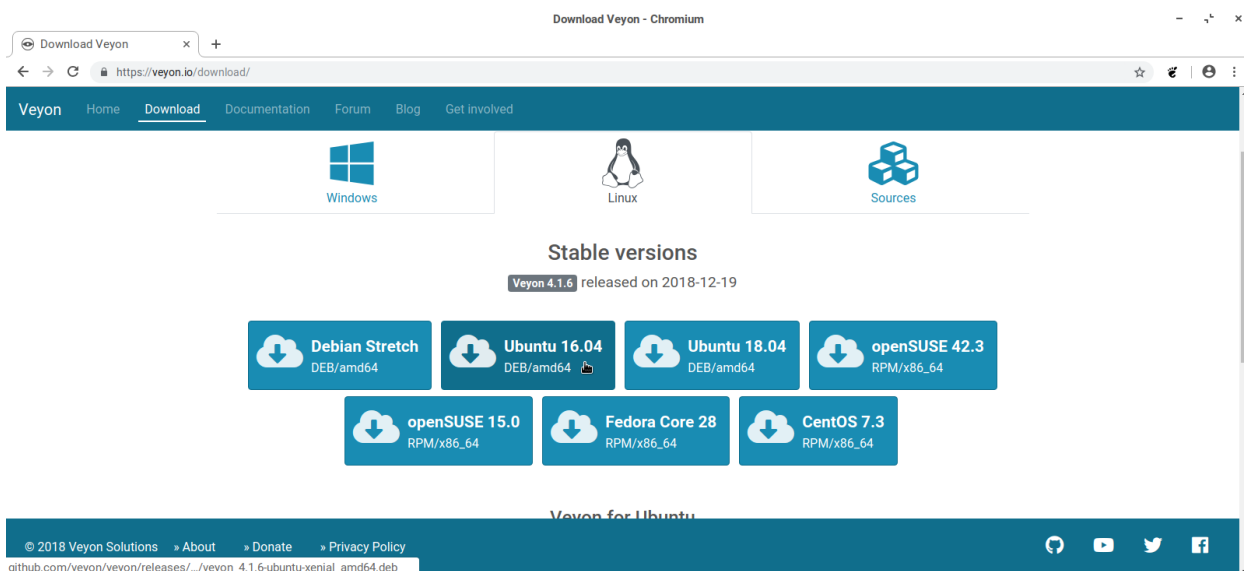 Download Veyon - Chromium
Download Veyon
https://veyon.io/download/
Veyon Home Download Documentation Forum Blog Get involved
Windows
Linux
Sources
Stable versions
Veyon 4.1.6 released on 2018-12-19
Debian Stretch
DEB/amd64
Ubuntu 16.04
DEB/amd64
Ubuntu 18.04
DEB/amd64
openSUSE 42.3
RPM/x86_64
openSUSE 15.0
RPM/x86_64
Fedora Core 28
RPM/x86_64
CentOS 7.3
RPM/x86_64
Veyon for Ubuntu
© 2018 Veyon Solutions » About » Donate » Privacy Policy
github.com/veyon/veyon/releases/.../veyon_4.1.6-ubuntu-xenial_amd64.deb